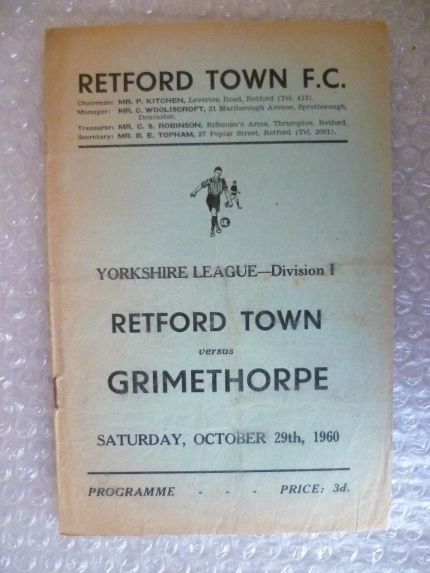 RETFORD TOWN F.C.
Chairman: MR. P. KITCHEN, Leverton Road, Retford (Tel. 412).
Manager: MR. C. WOOLISCROFT, 21 Marlborough Avenue, Sprotborough,
Doncaster.
Treasurer: MR. C. S. ROBINSON, Rifleman's Arms, Thrumpton, Retford.
Secretary: MR. B. E. TOPHAM, 27 Poplar Street, Retford (Tel. 2001).
YORKSHIRE LEAGUE—Division 1
RETFORD TOWN
versus
GRIMETHORPE
SATURDAY, OCTOBER 29th, 1960
PROGRAMME - - - PRICE: 3d.